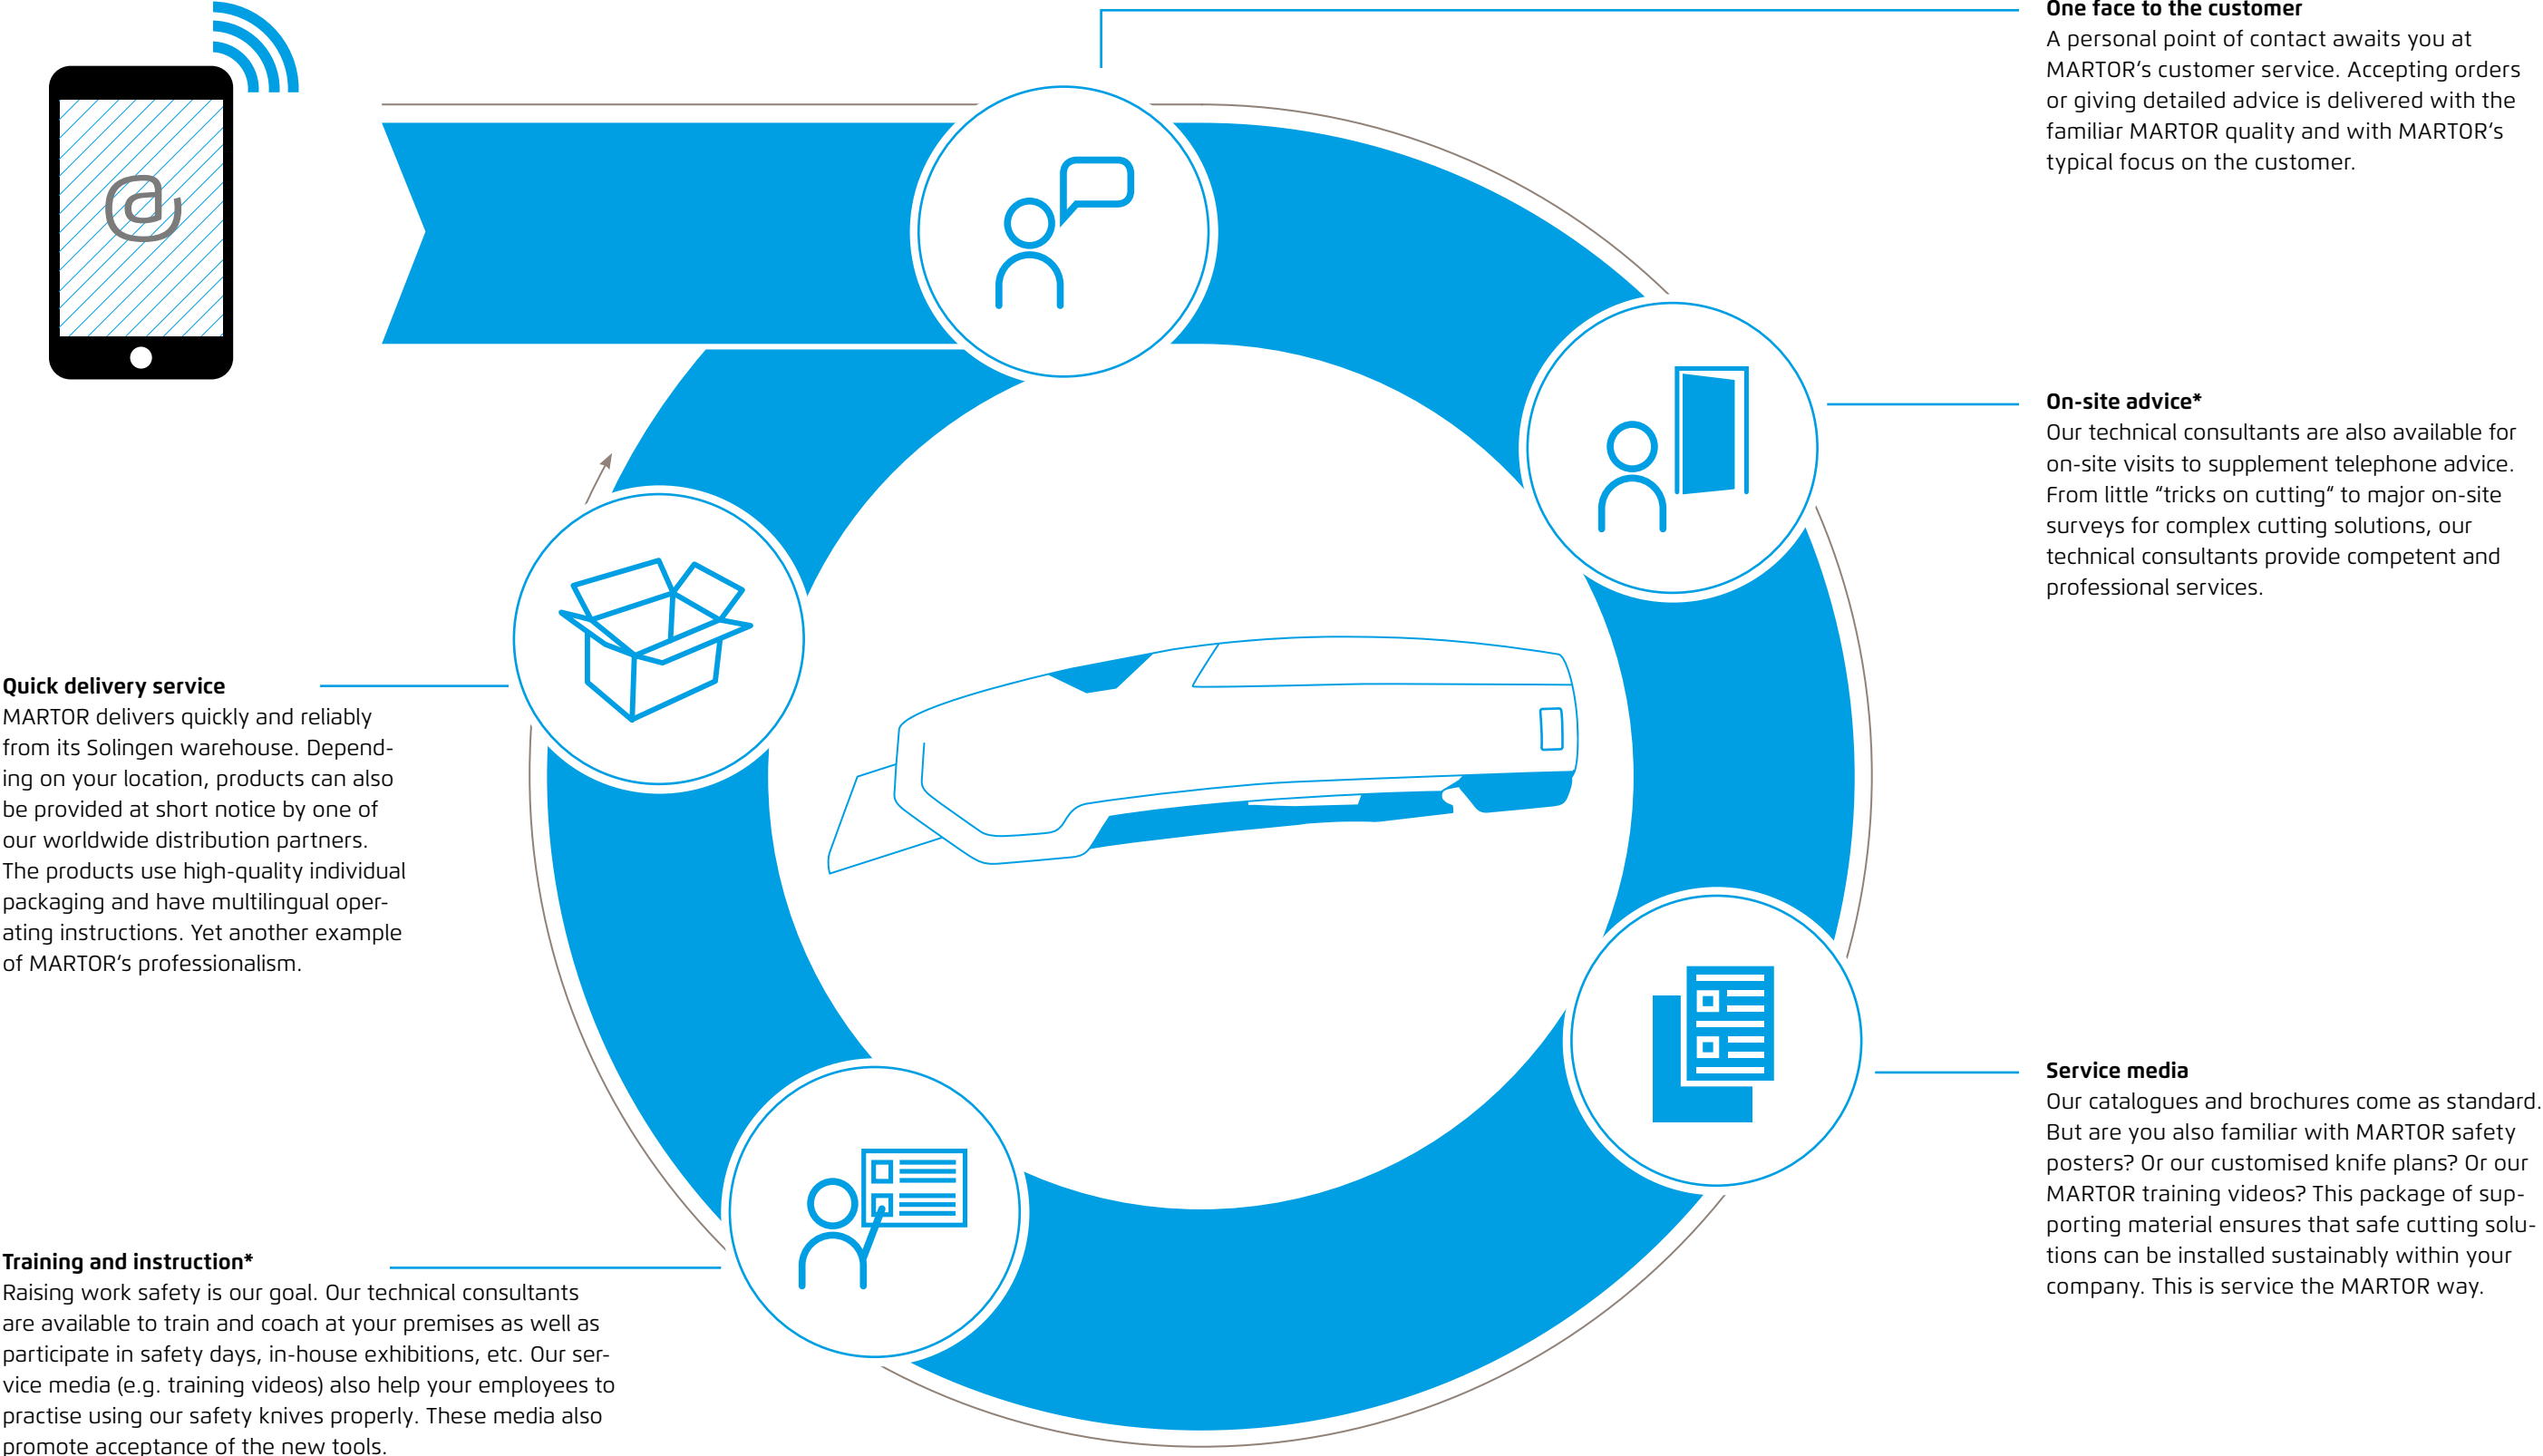 @
One face to the customer
A personal point of contact awaits you at
MARTOR‘s customer service. Accepting orders
or giving detailed advice is delivered with the
familiar MARTOR quality and with MARTOR‘s
typical focus on the customer.
On-site advice*
Our technical consultants are also available for
on-site visits to supplement telephone advice.
From little “tricks on cutting“ to major on-site
surveys for complex cutting solutions, our
technical consultants provide competent and
professional services.
Service media
Our catalogues and brochures come as standard.
But are you also familiar with MARTOR safety
posters? Or our customised knife plans? Or our
MARTOR training videos? This package of sup-
porting material ensures that safe cutting solu-
tions can be installed sustainably within your
company. This is service the MARTOR way.
Training and instruction*
Raising work safety is our goal. Our technical consultants
are available to train and coach at your premises as well as
participate in safety days, in-house exhibitions, etc. Our ser-
vice media (e.g. training videos) also help your employees to
practise using our safety knives properly. These media also
promote acceptance of the new tools.
Quick delivery service
MARTOR delivers quickly and reliably
from its Solingen warehouse. Depend-
ing on your location, products can also
be provided at short notice by one of
our worldwide distribution partners.
The products use high-quality individual
packaging and have multilingual oper-
ating instructions. Yet another example
of MARTOR‘s professionalism.